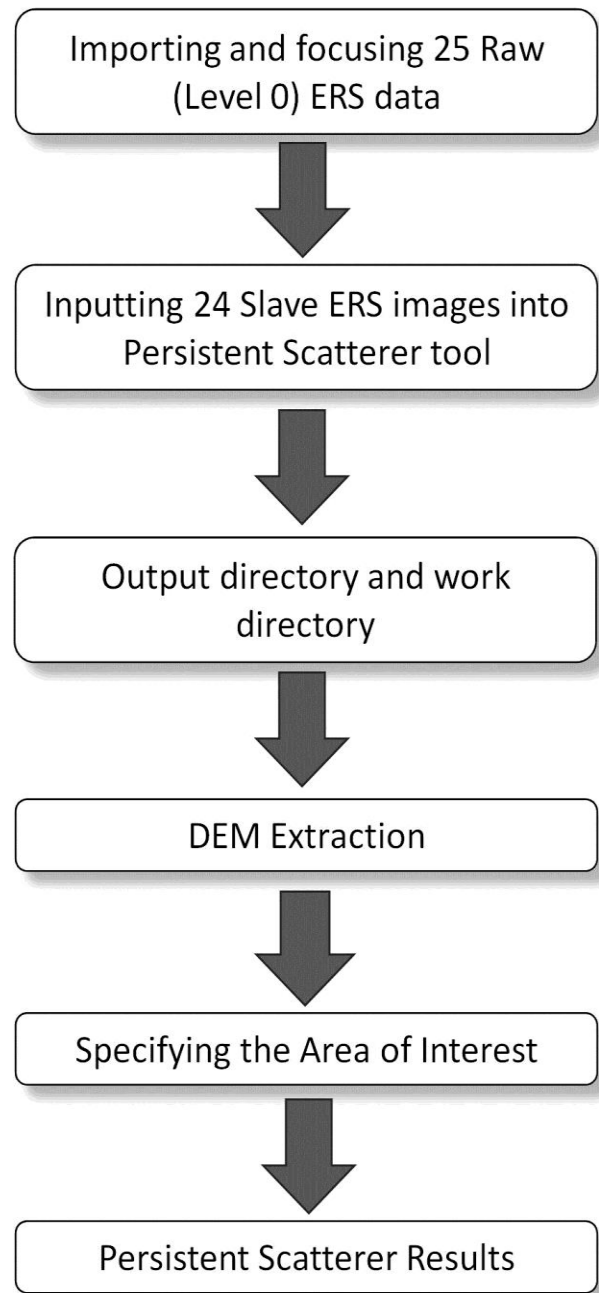 Importing and focusing 25 Raw
(Level 0) ERS data
Inputting 24 Slave ERS images into
Persistent Scatterer tool
Output directory and work
directory
DEM Extraction
Specifying the Area of Interest
Persistent Scatterer Results